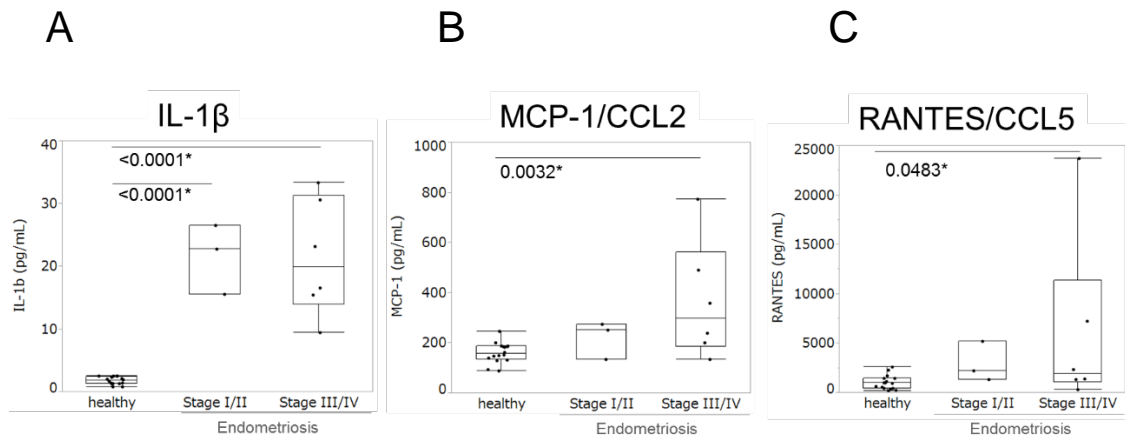 A
B
C
IL-1β
IL-1b (pg/mL)
40
30
20
10
0
<0.0001*
<0.0001*
healthy
Stage I/II
Stage III/IV
Endometriosis
MCP-1/CCL2
MCP-1 (pg/mL)
1000
800
600
400
200
0
0.0032*
healthy
Stage I/II
Stage III/IV
Endometriosis
RANTES/CCL5
RANTES (pg/mL)
25000
20000
15000
10000
5000
0
0.0483*
healthy
Stage I/II
Stage III/IV
Endometriosis